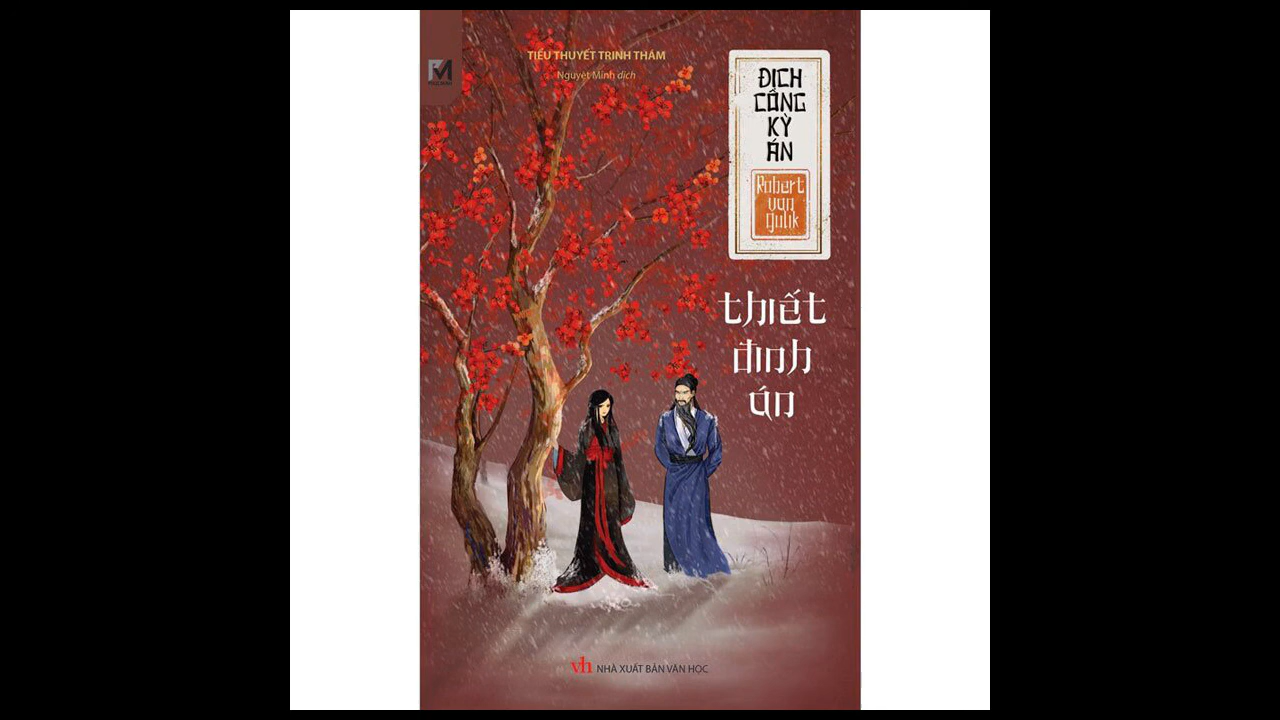 TIỂU THUYẾT TRINH THÁM
Nguyệt Minh dịch
ĐỊCH
CÔNG
KỲ
ÁN
Robert
van
gulik
thiết
đinh
án
NHÀ XUẤT BẢN VĂN HỌC